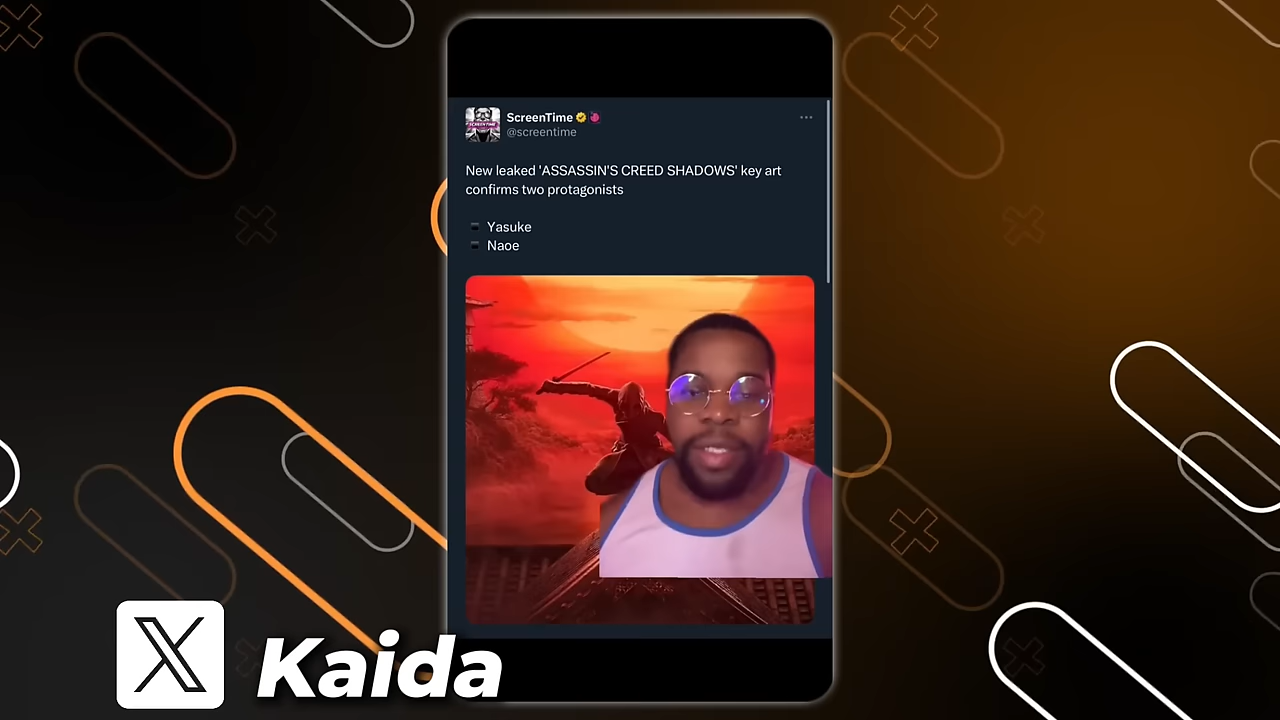 ScreenTime
@screentime
New leaked 'ASSASSIN'S CREED SHADOWS' key art
confirms two protagonists
Yasuke
Naoe
X Kaida